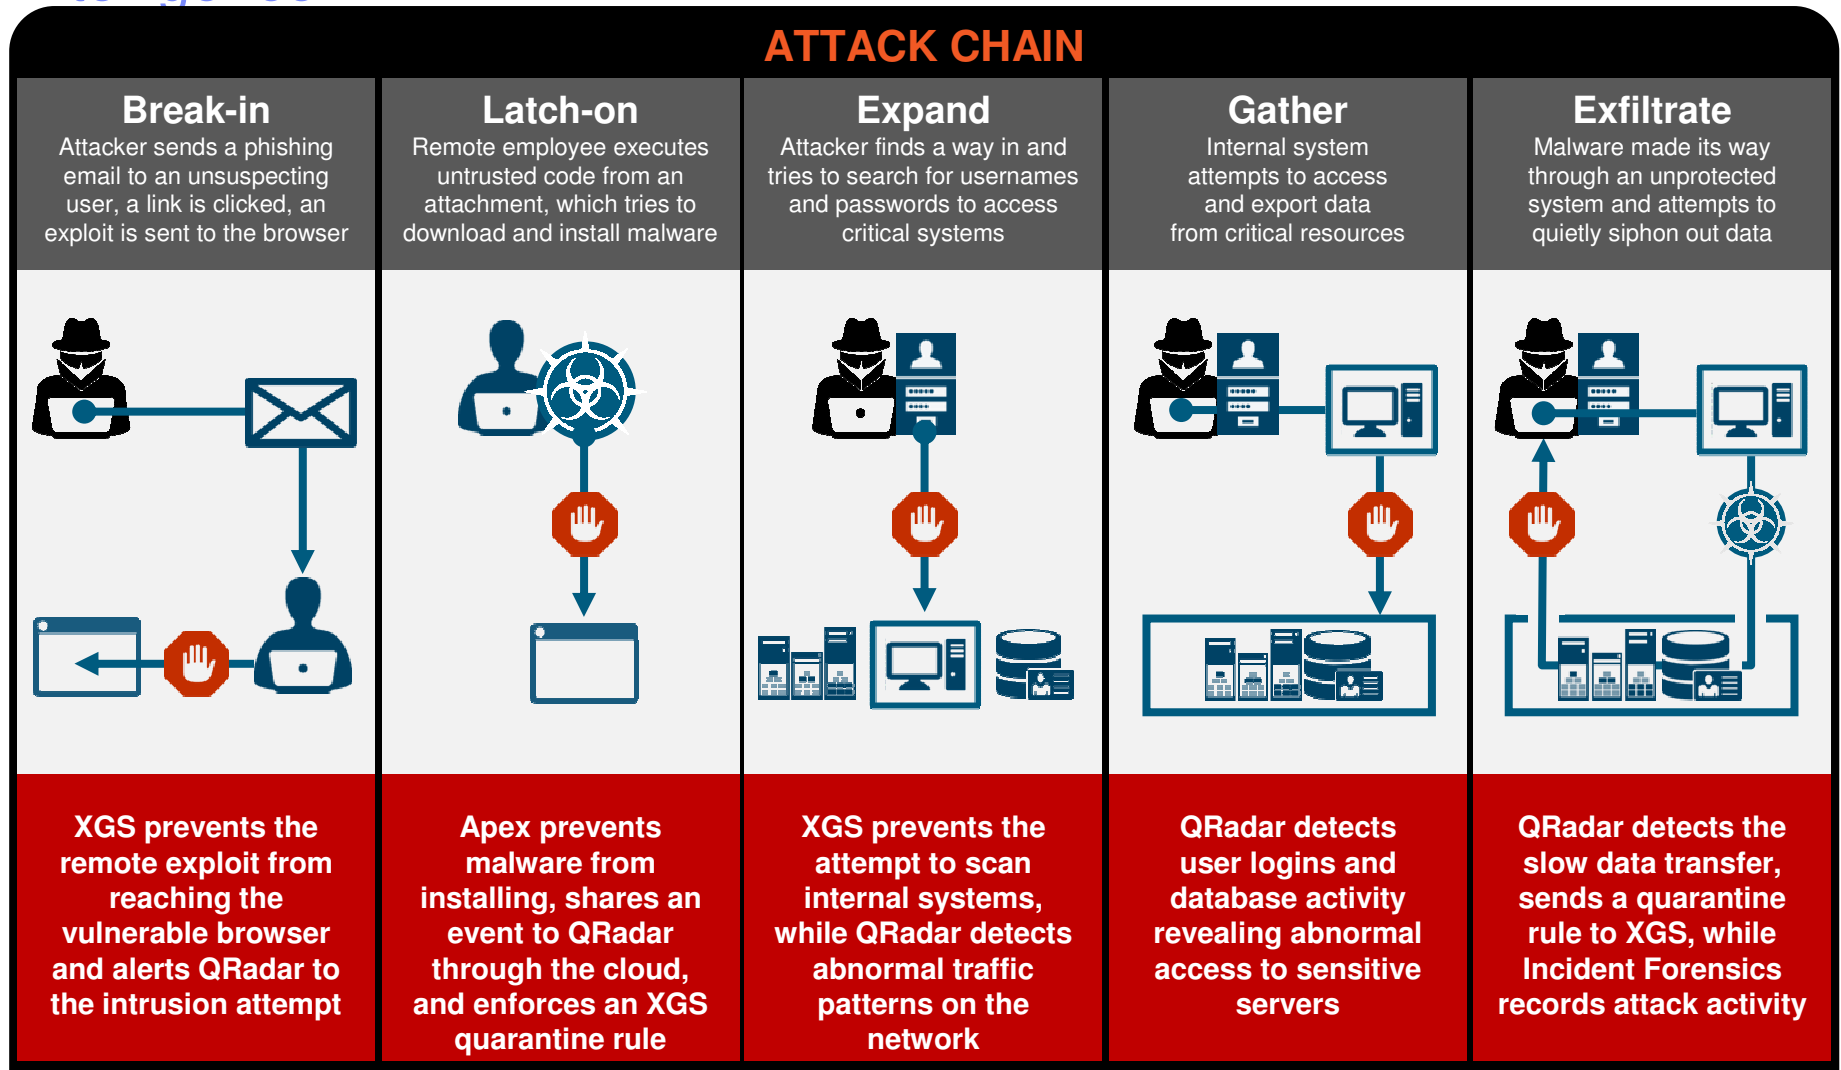 ATTACK CHAIN
Break-in
Attacker sends a phishing
email to an unsuspecting
user, a link is clicked, an
exploit is sent to the browser
Latch-on
Remote employee executes
untrusted code from an
attachment, which tries to
download and install malware
Expand
Attacker finds a way in and
tries to search for usernames
and passwords to access
critical systems
Gather
Internal system
attempts to access
and export data
from critical resources
Exfiltrate
Malware made its way
through an unprotected
system and attempts to
quietly siphon out data
XGS prevents the
remote exploit from
reaching the
vulnerable browser
and alerts QRadar to
the intrusion attempt
Apex prevents
malware from
installing, shares an
event to QRadar
through the cloud,
and enforces an XGS
quarantine rule
XGS prevents the
attempt to scan
internal systems,
while QRadar detects
abnormal traffic
patterns on the
network
QRadar detects
user logins and
database activity
revealing abnormal
access to sensitive
servers
QRadar detects the
slow data transfer,
sends a quarantine
rule to XGS, while
Incident Forensics
records attack activity